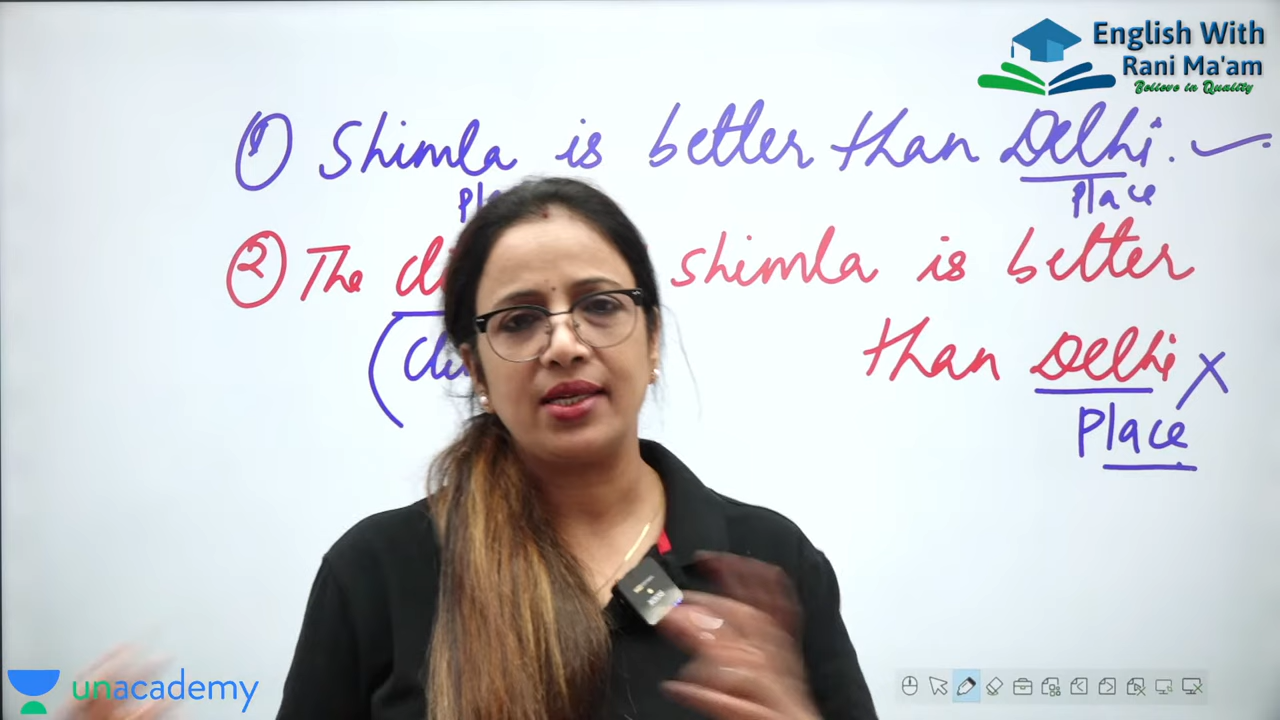 English With
Rani Ma'am
Believe in Quality
① Shimla is better than Delhi.
place
② The shimla is better
than Delhi
place
unacademy